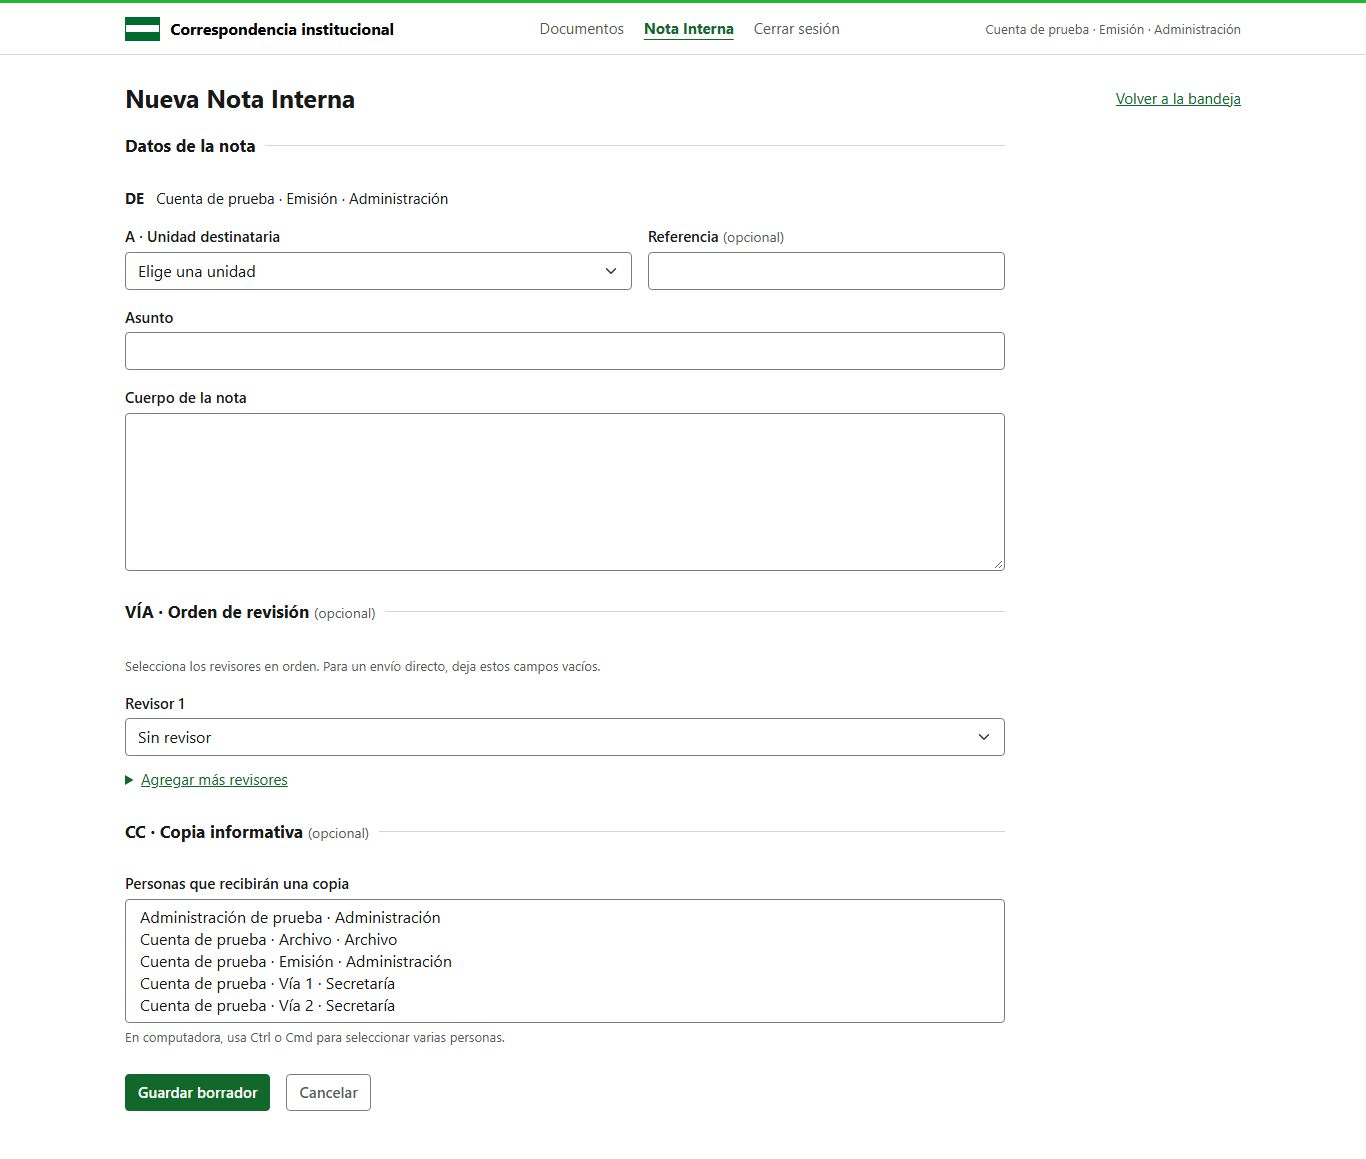 Correspondencia institucional
Documentos
Nota Interna
Cerrar sesión
Cuenta de prueba · Emisión · Administración
Nueva Nota Interna
Volver a la bandeja
Datos de la nota
DE Cuenta de prueba · Emisión · Administración
A · Unidad destinataria
Referencia (opcional)
Elige una unidad
Asunto
Cuerpo de la nota
VÍA · Orden de revisión (opcional)
Selecciona los revisores en orden. Para un envío directo, deja estos campos vacíos.
Revisor 1
Sin revisor
Agregar más revisores
CC · Copia informativa (opcional)
Personas que recibirán una copia
Administración de prueba · Administración
Cuenta de prueba · Archivo · Archivo
Cuenta de prueba · Emisión · Administración
Cuenta de prueba · Vía 1 · Secretaría
Cuenta de prueba · Vía 2 · Secretaría
En computadora, usa Ctrl o Cmd para seleccionar varias personas.
Guardar borrador
Cancelar